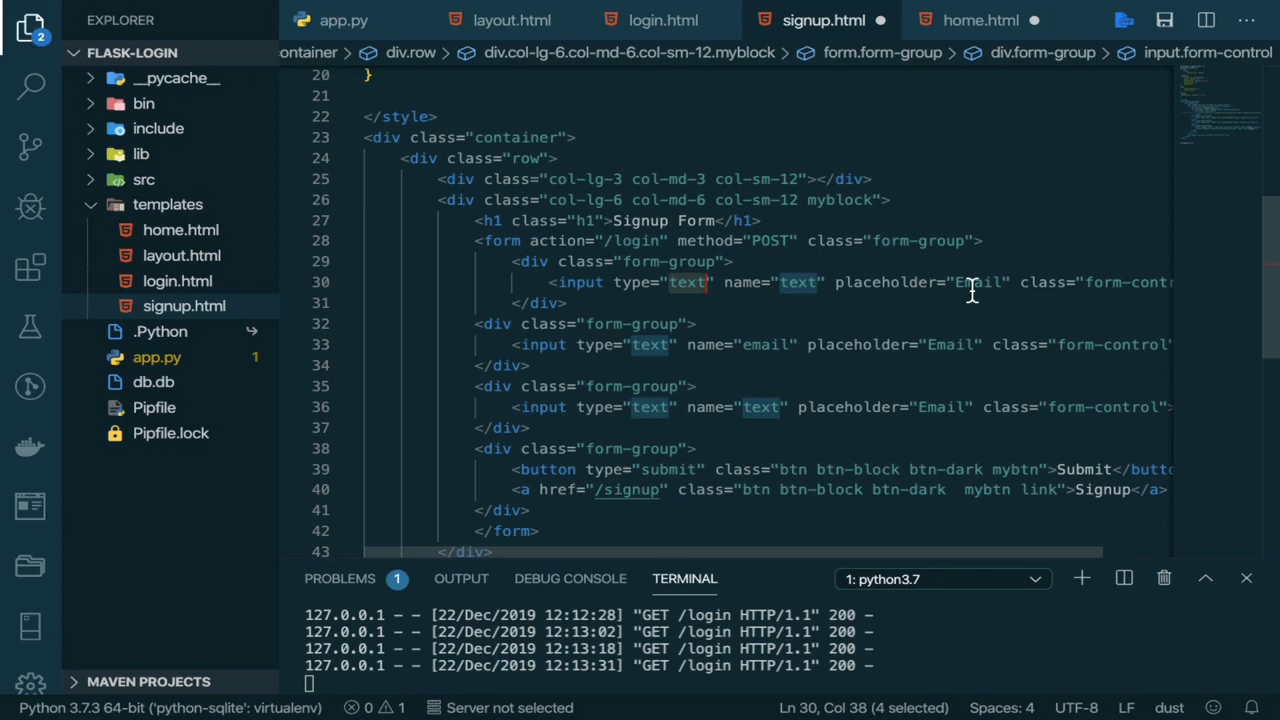 2
EXPLORER
FLASK-LOGIN
__pycache__
bin
include
lib
src
templates
home.html
layout.html
login.html
signup.html
.Python
app.py 1
db.db
Pipfile
Pipfile.lock
MAVEN PROJECTS
app.py layout.html login.html signup.html home.html
ontainer div.row div.col-lg-6.col-md-6.col-sm-12.myblock form.form-group div.form-group input.form-control
20 }
21
22 </style>
23 <div class="container">
24 <div class="row">
25 <div class="col-lg-3 col-md-3 col-sm-12"></div>
26 <div class="col-lg-6 col-md-6 col-sm-12 myblock">
27 <h1 class="h1">Signup Form</h1>
28 <form action="/login" method="POST" class="form-group">
29 <div class="form-group">
30 <input type="text" name="text" placeholder="Email" class="form-contr
31 </div>
32 <div class="form-group">
33 <input type="text" name="email" placeholder="Email" class="form-control"
34 </div>
35 <div class="form-group">
36 <input type="text" name="text" placeholder="Email" class="form-control">
37 </div>
38 <div class="form-group">
39 <button type="submit" class="btn btn-block btn-dark mybtn">Submit</butto
40 <a href="/signup" class="btn btn-block btn-dark  mybtn link">Signup</a>
41 </div>
42 </form>
43 </div>
PROBLEMS 1 OUTPUT DEBUG CONSOLE TERMINAL 1: python3.7
127.0.0.1 - - [22/Dec/2019 12:12:28] "GET /login HTTP/1.1" 200 -
127.0.0.1 - - [22/Dec/2019 12:13:02] "GET /login HTTP/1.1" 200 -
127.0.0.1 - - [22/Dec/2019 12:13:18] "GET /login HTTP/1.1" 200 -
127.0.0.1 - - [22/Dec/2019 12:13:31] "GET /login HTTP/1.1" 200 -
Python 3.7.3 64-bit ('python-sqlite': virtualenv) 0 1 Server not selected Ln 30, Col 38 (4 selected) Spaces: 4 UTF-8 LF HTML dust